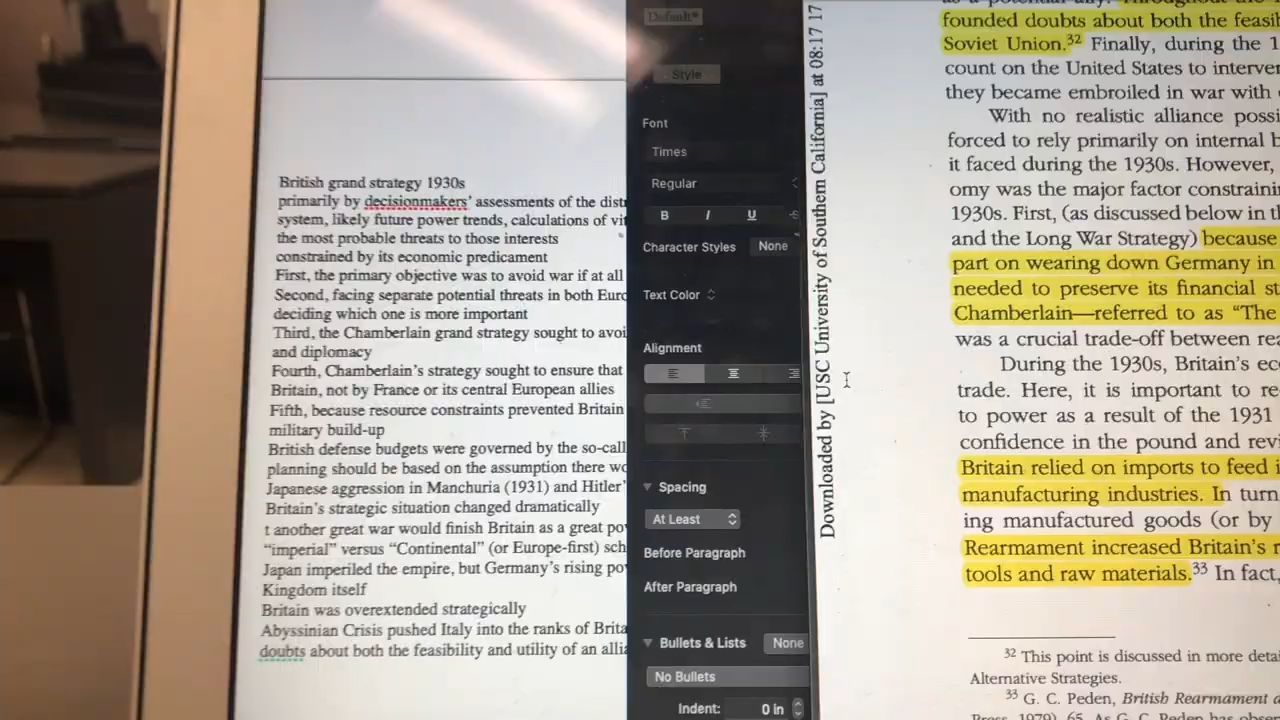 British grand strategy 1930s
primarily by decisionmakers' assessments of the distr
system, likely future power trends, calculations of vit
the most probable threats to those interests
constrained by its economic predicament
First, the primary objective was to avoid war if at all
Second, facing separate potential threats in both Euro
deciding which one is more important
Third, the Chamberlain grand strategy sought to avoi
and diplomacy
Fourth, Chamberlain's strategy sought to ensure that
Britain, not by France or its central European allies
Fifth, because resource constraints prevented Britain
military build-up
British defense budgets were governed by the so-call
planning should be based on the assumption there wo
Japanese aggression in Manchuria (1931) and Hitler'
Britain's strategic situation changed dramatically
t another great war would finish Britain as a great po
"imperial" versus "Continental" (or Europe-first) sch
Japan imperiled the empire, but Germany's rising po
Kingdom itself
Britain was overextended strategically
Abyssinian Crisis pushed Italy into the ranks of Brita
doubts about both the feasibility and utility of an allia
Default*
Style
Font
Times
Regular
B I U S
Character Styles None
Text Color
Alignment
Spacing
At Least
Before Paragraph
After Paragraph
Bullets & Lists None
No Bullets
Indent: 0 in
Downloaded by [USC University of Southern California] at 08:17 17
founded doubts about both the feasi
Soviet Union.32 Finally, during the 1
count on the United States to interve
they became embroiled in war with
With no realistic alliance possi
forced to rely primarily on internal b
it faced during the 1930s. However,
omy was the major factor constraini
1930s. First, (as discussed below in t
and the Long War Strategy) because
part on wearing down Germany in
needed to preserve its financial st
Chamberlain—referred to as "The
was a crucial trade-off between rea
During the 1930s, Britain's ec
trade. Here, it is important to re
to power as a result of the 1931
confidence in the pound and revi
Britain relied on imports to feed i
manufacturing industries. In turn
ing manufactured goods (or by
Rearmament increased Britain's r
tools and raw materials.33 In fact,
32 This point is discussed in more detai
Alternative Strategies.
33 G. C. Peden, British Rearmament a
Press, 1979), 65. As G. C. Peden has obser